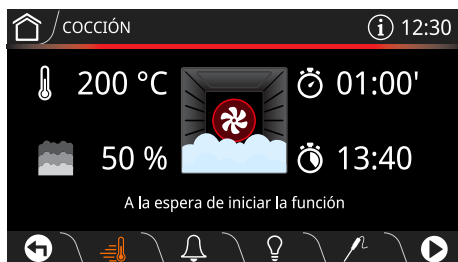 COCCIÓN
12:30
200 °C
01:00'
50 %
13:40
A la espera de iniciar la función